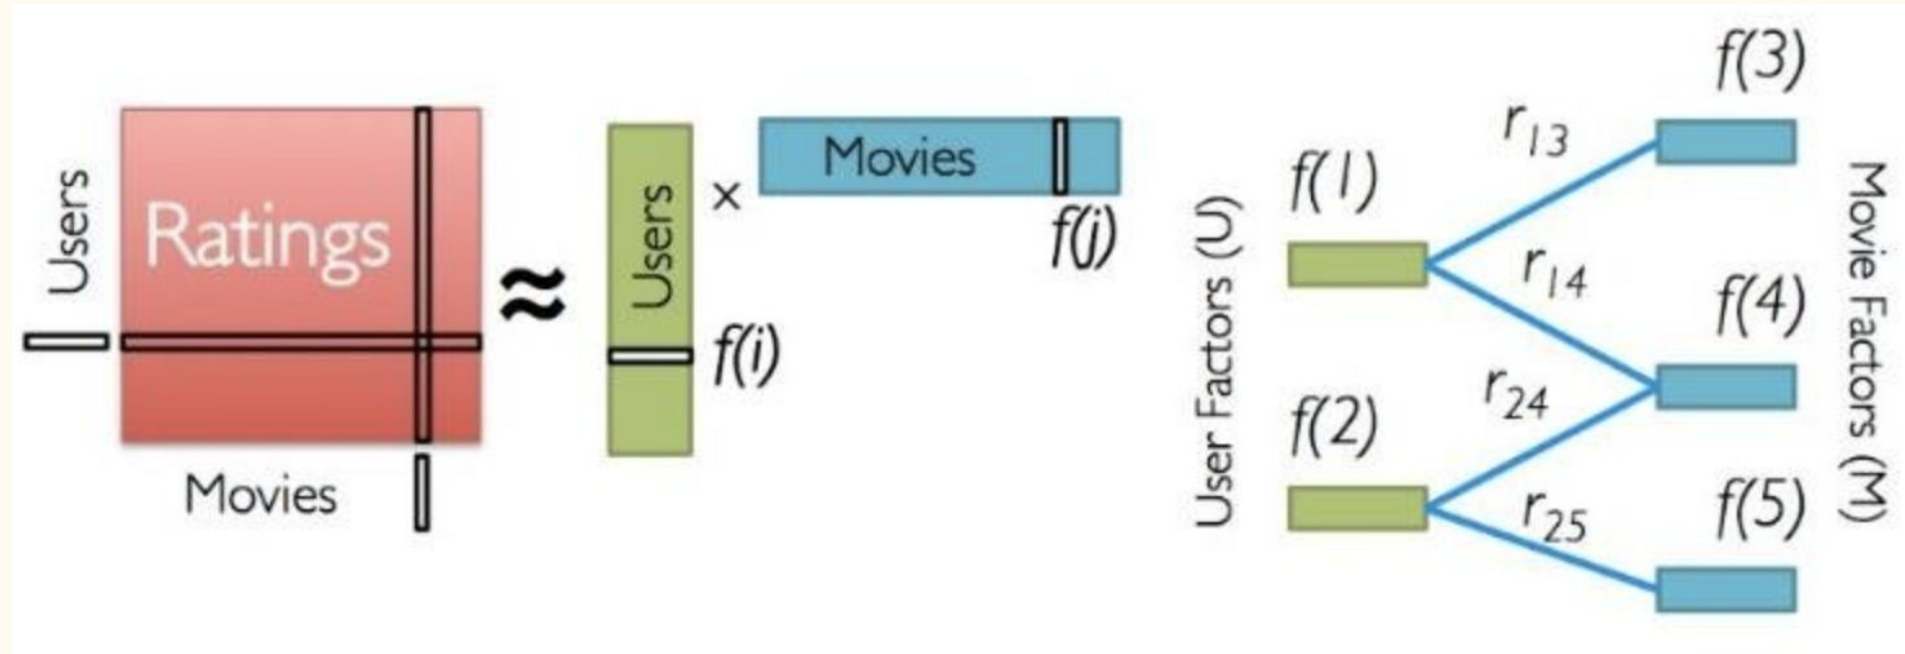 Users
Ratings
Movies
≈
Users
f(i)
x
Movies
f(j)
User Factors (U)
f(1)
f(2)
r13
r14
r24
r25
f(3)
f(4)
f(5)
Movie Factors (M)